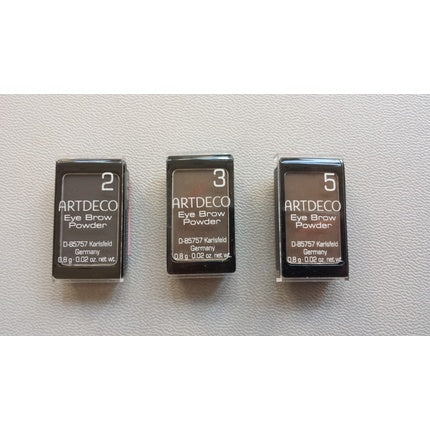 2
ARTDECO
Eye Brow
Powder
D-85757 Karlsfeld
Germany
0,8 g · 0.02 oz. net wt.
3
ARTDECO
Eye Brow
Powder
D-85757 Karlsfeld
Germany
0,8 g · 0.02 oz. net wt.
5
ARTDECO
Eye Brow
Powder
D-85757 Karlsfeld
Germany
0,8 g · 0.02 oz. net wt.